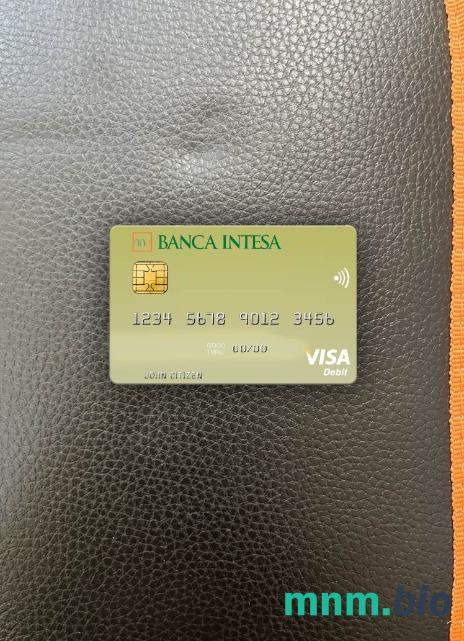 BANCA INTESA
1234 5678 9012 3456
GOOD
THRU 00/00
VISA
Debit
JOHN CITIZEN
mnm.bio